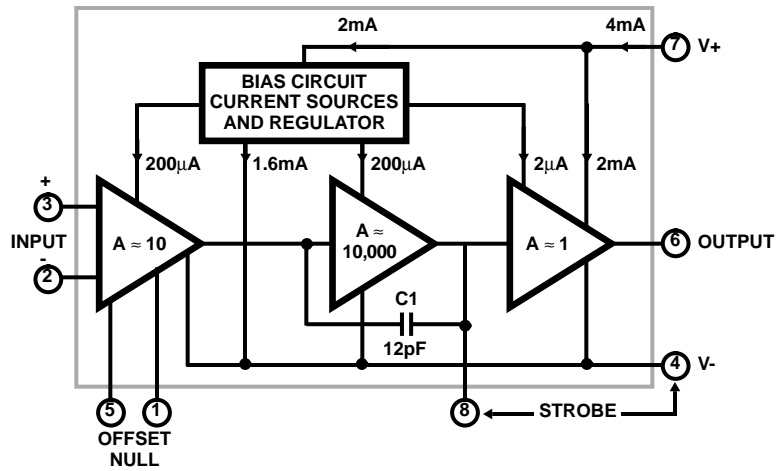 2mA
4mA
7
V+
BIAS CIRCUIT
CURRENT SOURCES
AND REGULATOR
200μA
1.6mA
200μA
2μA
2mA
+
3
INPUT
-
2
A ≈ 10
A ≈
10,000
A ≈ 1
6
OUTPUT
C1
12pF
4
V-
5
1
8
STROBE
OFFSET
NULL